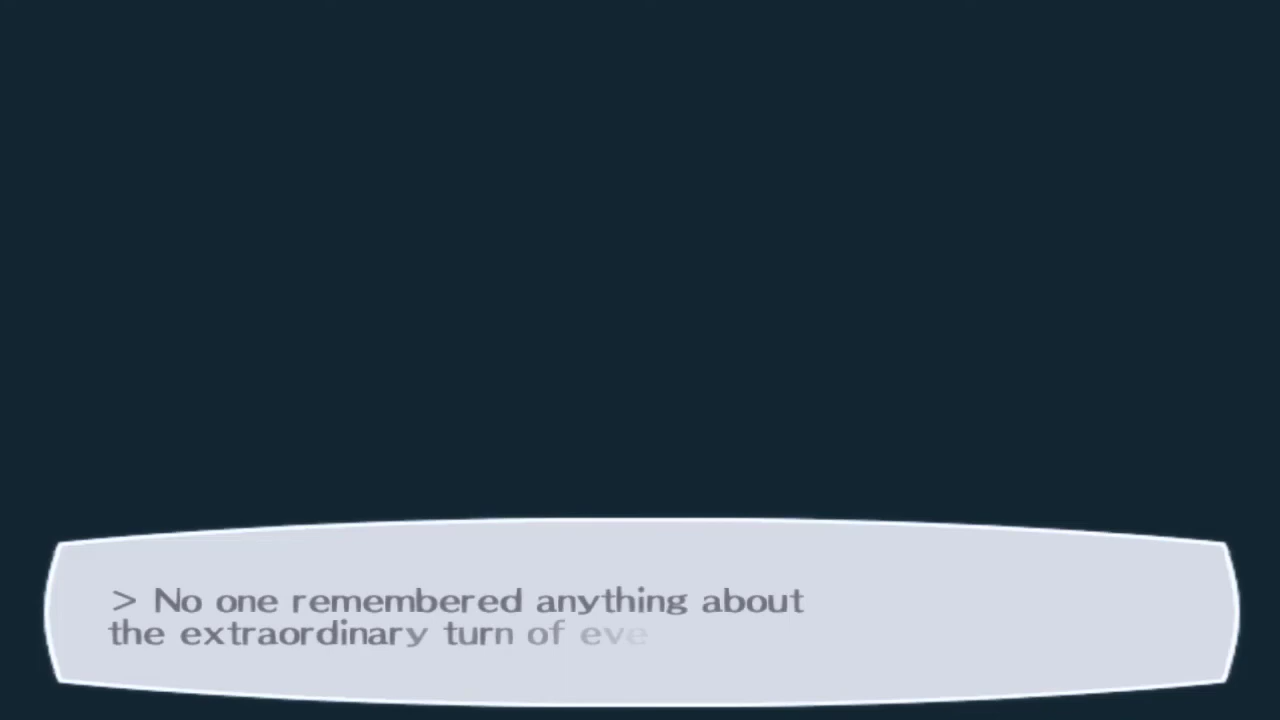 > No one remembered anything about
the extraordinary turn of eve